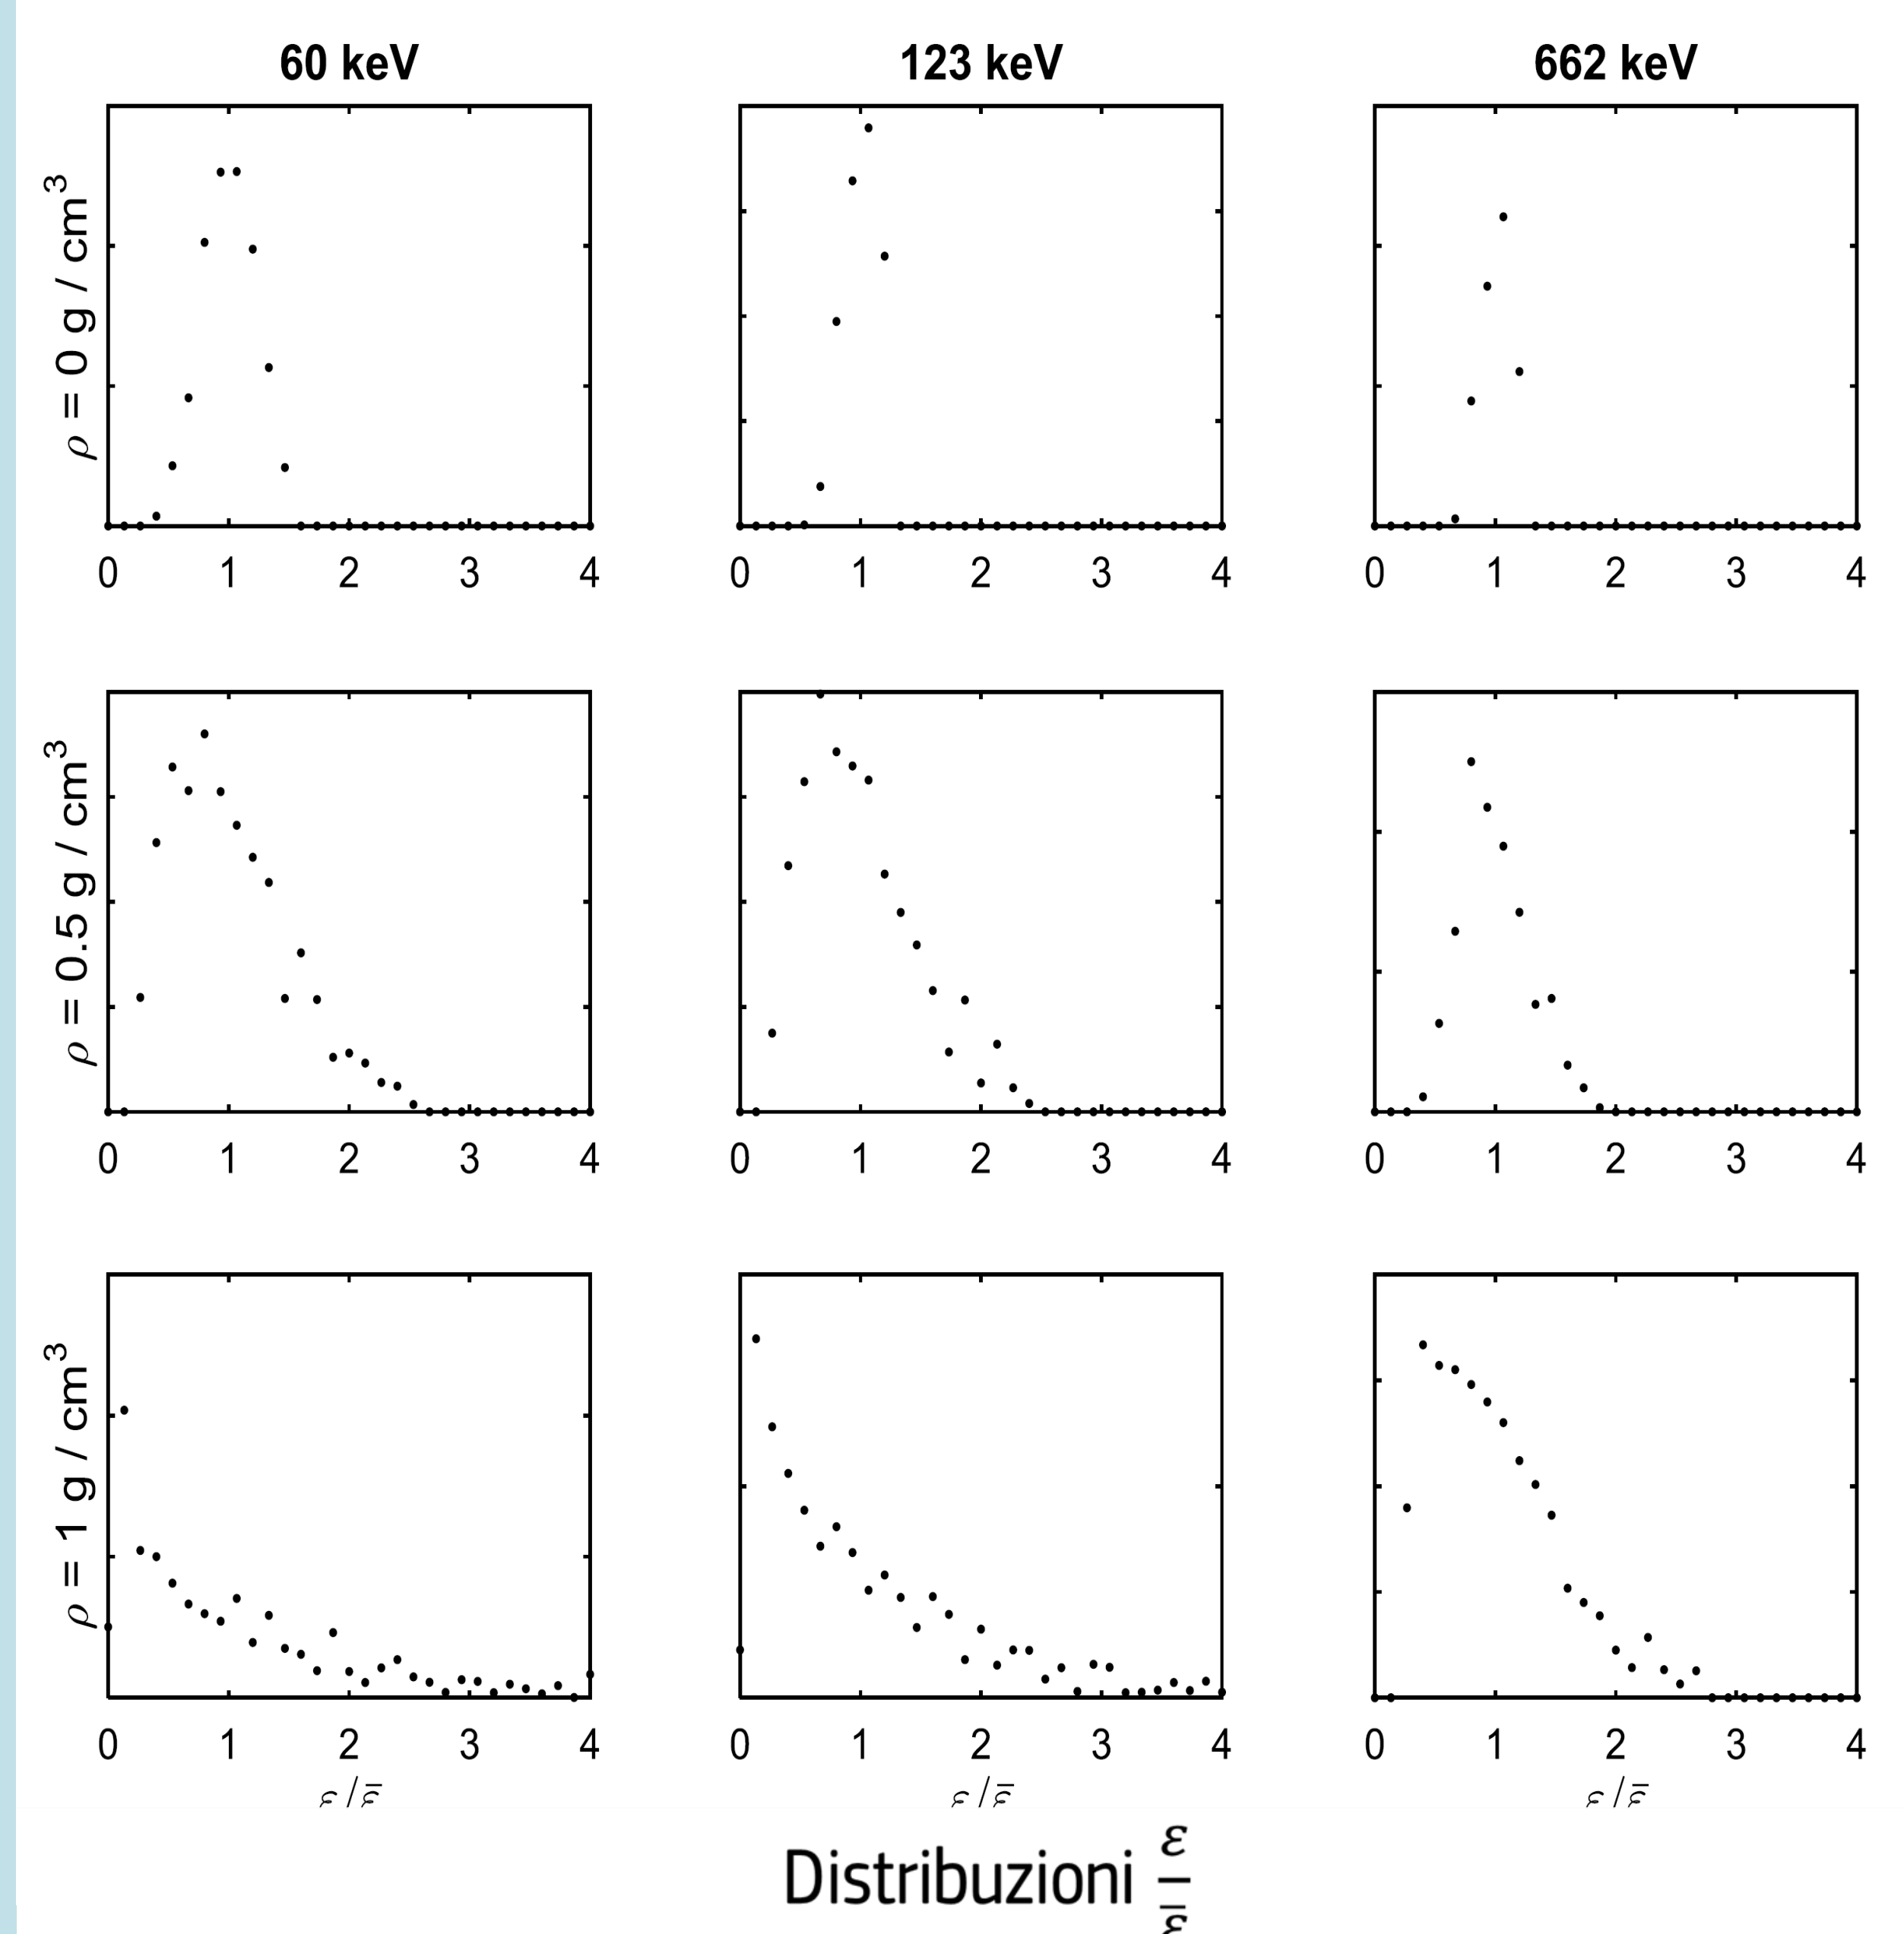 60 keV 123 keV 662 keV
ρ = 0 g / cm³
0 1 2 3 4 0 1 2 3 4 0 1 2 3 4
ρ = 0.5 g / cm³
0 1 2 3 4 0 1 2 3 4 0 1 2 3 4
ρ = 1 g / cm³
0 1 2 3 4 0 1 2 3 4 0 1 2 3 4
ε/ε̄ ε/ε̄ ε/ε̄
Distribuzioni ε/ε̄